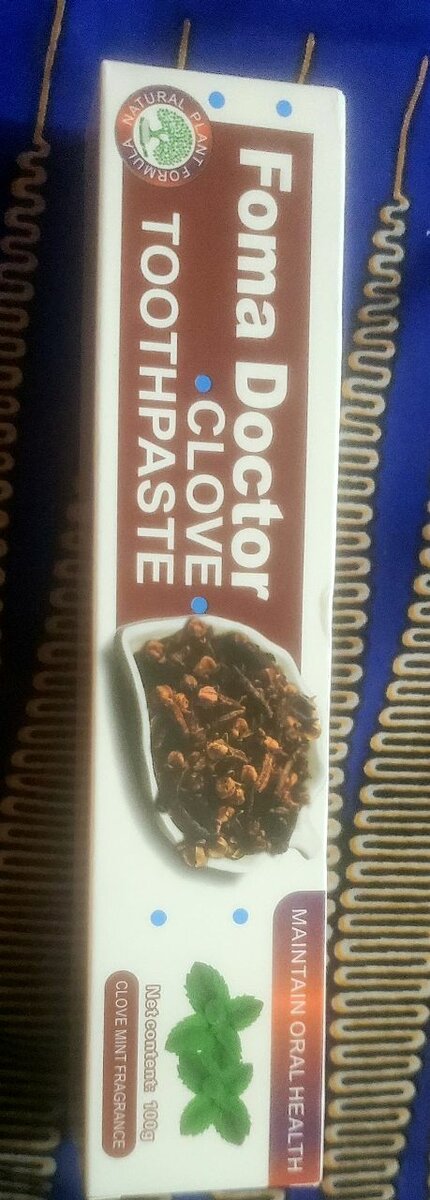 NATURAL PLANT
FORMULA
Foma Doctor
CLOVE
TOOTHPASTE
MAINTAIN ORAL HEALTH
Net content: 100g
CLOVE MINT FRAGRANCE